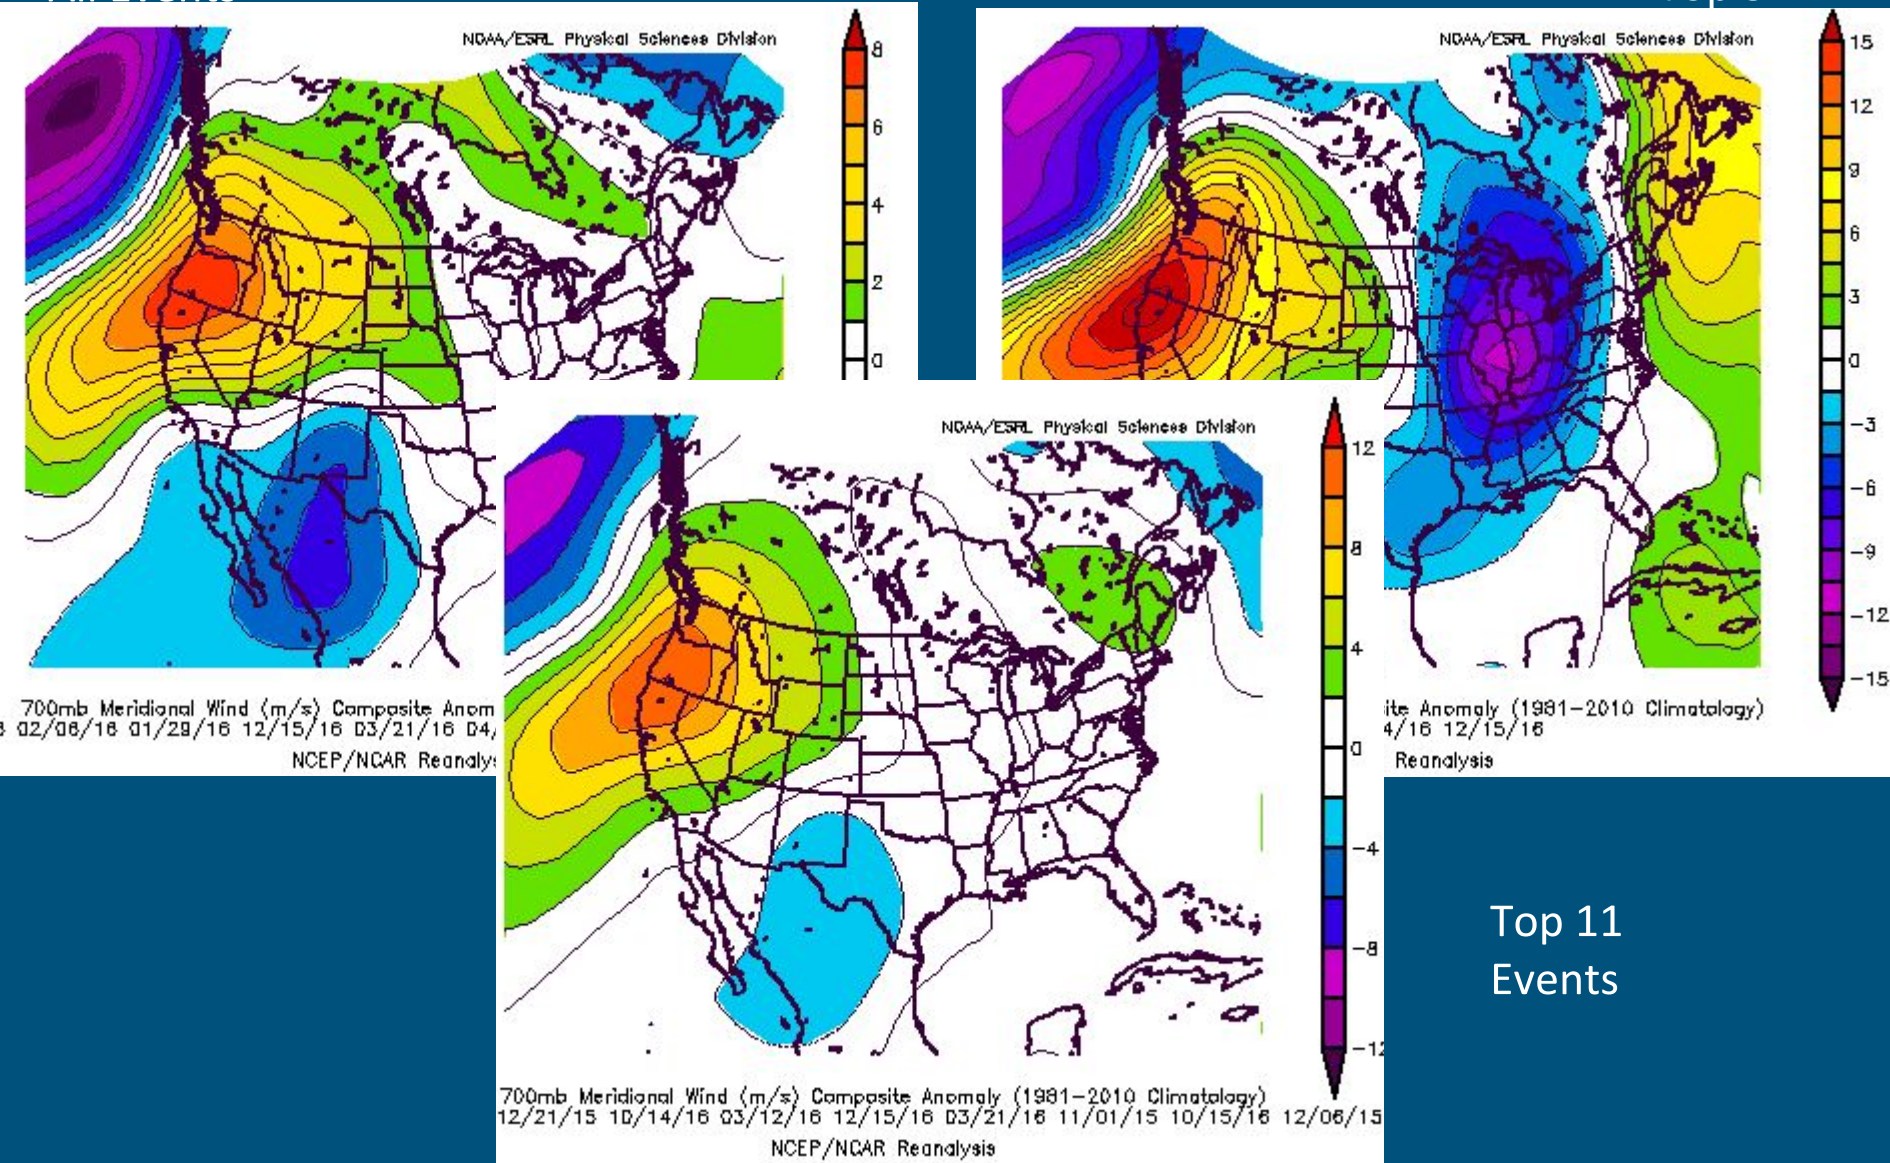 All Events
NOAA/ESRL Physical Sciences Division
8
6
4
2
0
700mb Meridional Wind (m/s) Composite Anom
02/06/16 01/29/16 12/15/16 03/21/16 04/
NCEP/NCAR Reanalys
NOAA/ESRL Physical Sciences Division
15
12
9
6
3
0
-3
-6
-9
-12
-15
ite Anomaly (1981-2010 Climatology)
4/16 12/15/16
Reanalysis
NOAA/ESRL Physical Sciences Division
12
8
4
0
-4
-8
-12
700mb Meridional Wind (m/s) Composite Anomaly (1981-2010 Climatology)
12/21/15 10/14/16 03/12/16 12/15/16 03/21/16 11/01/15 10/15/16 12/06/15
NCEP/NCAR Reanalysis
Top 11
Events